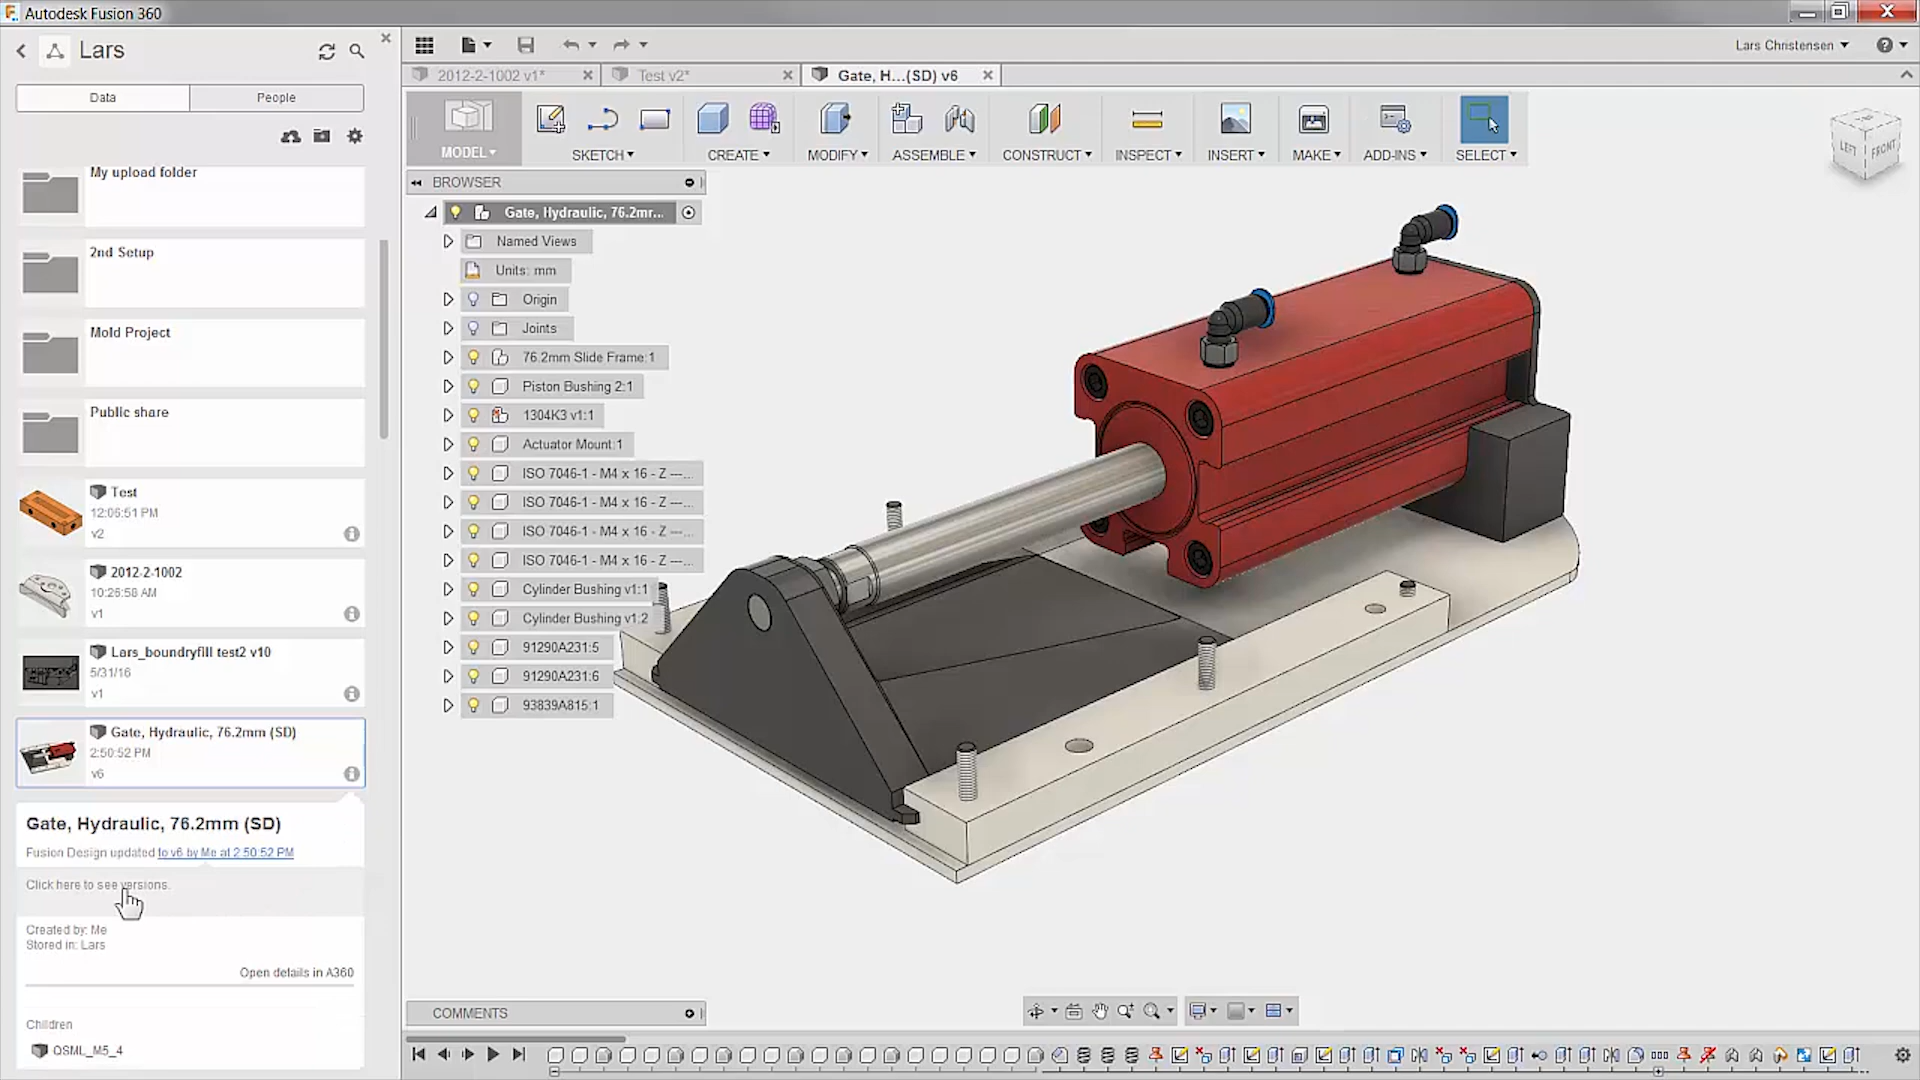 Autodesk Fusion 360
Lars
Data
People
My upload folder
2nd Setup
Mold Project
Public share
Test
12:06:51 PM
v2
2012-2-1002
10:26:58 AM
v1
Lars_boundryfill test2 v10
5/31/16
v1
Gate, Hydraulic, 76.2mm (SD)
2:50:52 PM
v6
Gate, Hydraulic, 76.2mm (SD)
Fusion Design updated to v6 by Me at 2:50:52 PM
Click here to see versions.
Created by: Me
Stored in: Lars
Open details in A360
Children
QSML_M5_4
Lars Christensen
2012-2-1002 v1*
Test v2*
Gate, H...(SD) v6
MODEL
SKETCH
CREATE
MODIFY
ASSEMBLE
CONSTRUCT
INSPECT
INSERT
MAKE
ADD-INS
SELECT
BROWSER
Gate, Hydraulic, 76.2mr...
Named Views
Units: mm
Origin
Joints
76.2mm Slide Frame:1
Piston Bushing 2:1
1304K3 v1:1
Actuator Mount:1
ISO 7046-1 - M4 x 16 - Z ---...
ISO 7046-1 - M4 x 16 - Z ---...
ISO 7046-1 - M4 x 16 - Z ---...
ISO 7046-1 - M4 x 16 - Z ---...
Cylinder Bushing v1:1
Cylinder Bushing v1:2
91290A231:5
91290A231:6
93839A815:1
LEFT
FRONT
COMMENTS